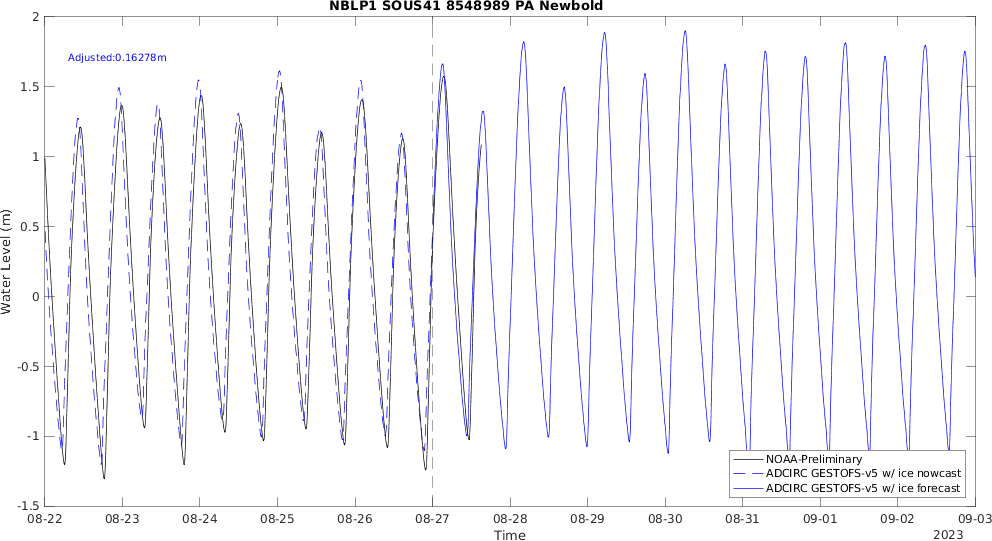 NBLP1 SOUS41 8548989 PA Newbold
Adjusted:0.16278m
Water Level (m)
2
1.5
1
0.5
0
-0.5
-1
-1.5
NOAA-Preliminary
ADCIRC GESTOFS-v5 w/ ice nowcast
ADCIRC GESTOFS-v5 w/ ice forecast
08-22 08-23 08-24 08-25 08-26 08-27 08-28 08-29 08-30 08-31 09-01 09-02 09-03
Time
2023